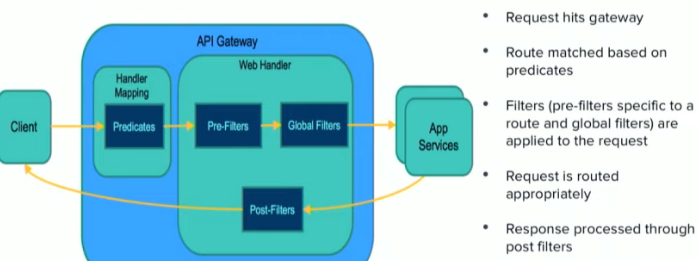 API Gateway
Handler
Mapping
Web Handler
Client
Predicates
Pre-Filters
Global Filters
App
Services
Post-Filters
• Request hits gateway
• Route matched based on
predicates
• Filters (pre-filters specific to a
route and global filters) are
applied to the request
• Request is routed
appropriately
• Response processed through
post filters